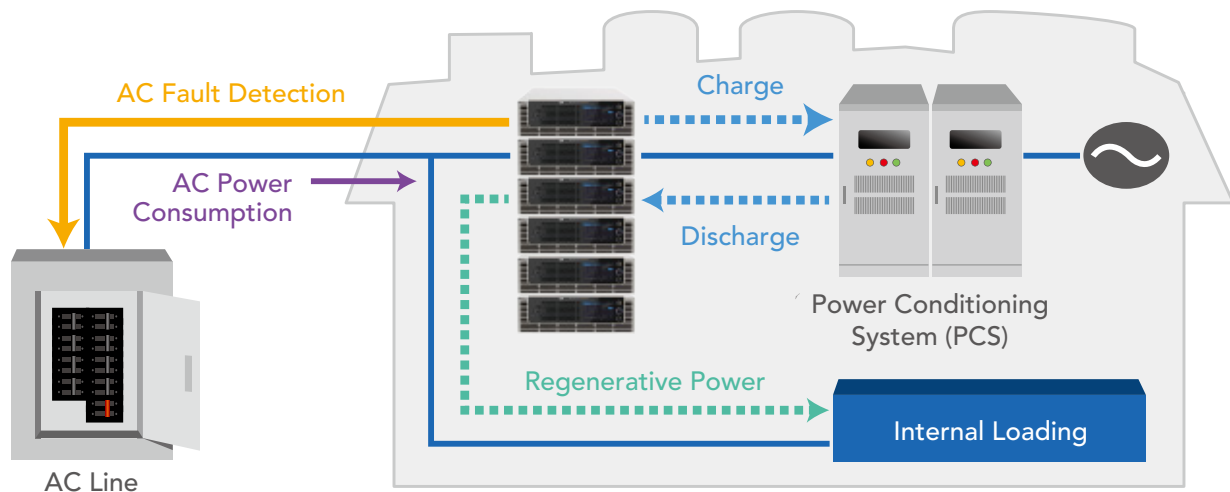 AC Fault Detection
Charge
AC Power
Consumption
Discharge
Power Conditioning
System (PCS)
Regenerative Power
Internal Loading
AC Line